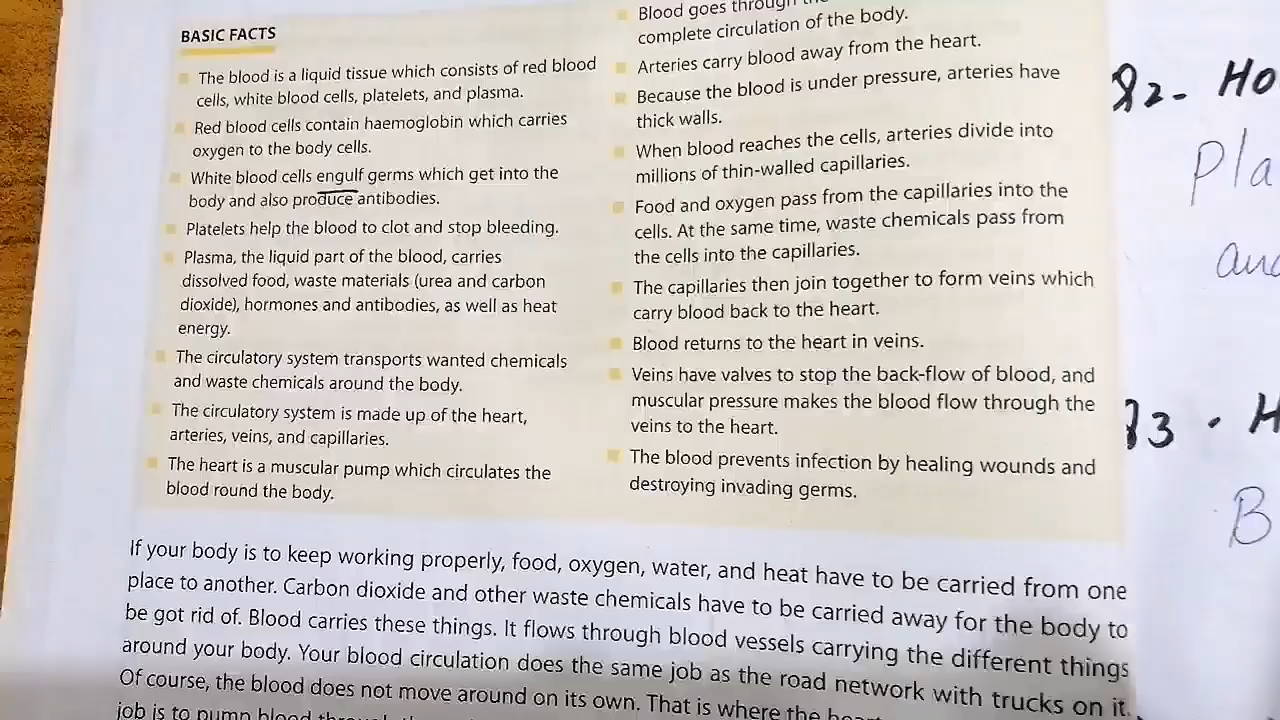 BASIC FACTS
The blood is a liquid tissue which consists of red blood
cells, white blood cells, platelets, and plasma.
Red blood cells contain haemoglobin which carries
oxygen to the body cells.
White blood cells engulf germs which get into the
body and also produce antibodies.
Platelets help the blood to clot and stop bleeding.
Plasma, the liquid part of the blood, carries
dissolved food, waste materials (urea and carbon
dioxide), hormones and antibodies, as well as heat
energy.
The circulatory system transports wanted chemicals
and waste chemicals around the body.
The circulatory system is made up of the heart,
arteries, veins, and capillaries.
The heart is a muscular pump which circulates the
blood round the body.
Blood goes through
complete circulation of the body.
Arteries carry blood away from the heart.
Because the blood is under pressure, arteries have
thick walls.
When blood reaches the cells, arteries divide into
millions of thin-walled capillaries.
Food and oxygen pass from the capillaries into the
cells. At the same time, waste chemicals pass from
the cells into the capillaries.
The capillaries then join together to form veins which
carry blood back to the heart.
Blood returns to the heart in veins.
Veins have valves to stop the back-flow of blood, and
muscular pressure makes the blood flow through the
veins to the heart.
The blood prevents infection by healing wounds and
destroying invading germs.
If your body is to keep working properly, food, oxygen, water, and heat have to be carried from one
place to another. Carbon dioxide and other waste chemicals have to be carried away for the body to
be got rid of. Blood carries these things. It flows through blood vessels carrying the different things
around your body. Your blood circulation does the same job as the road network with trucks on it.
Of course, the blood does not move around on its own. That is where the
job is to pump blood
Q2- Ho
Pla
and
Q3 - H
B